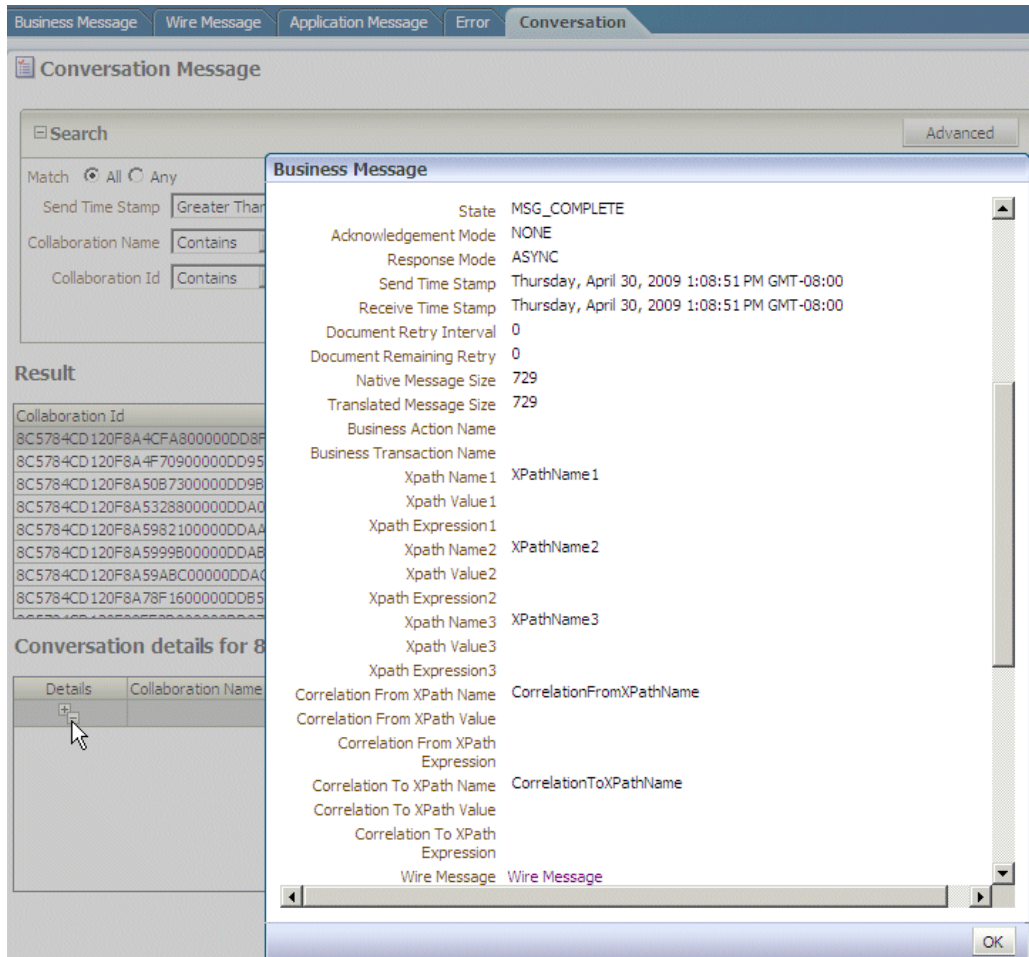 Business Message Wire Message Application Message Error Conversation
Conversation Message
Search
Advanced
Match All Any
Send Time Stamp Greater Than
Collaboration Name Contains
Collaboration Id Contains
Result
Collaboration Id
8C5784CD120F8A4CFA800000DD8F
8C5784CD120F8A4F70900000DD95
8C5784CD120F8A50B7300000DD9B
8C5784CD120F8A5328800000DDA0
8C5784CD120F8A5982100000DDAA
8C5784CD120F8A5999B00000DDAB
8C5784CD120F8A59ABC00000DDAC
8C5784CD120F8A78F1600000DDB5
Conversation details for 8
Details Collaboration Name
Business Message
State MSG_COMPLETE
Acknowledgement Mode NONE
Response Mode ASYNC
Send Time Stamp Thursday, April 30, 2009 1:08:51 PM GMT-08:00
Receive Time Stamp Thursday, April 30, 2009 1:08:51 PM GMT-08:00
Document Retry Interval 0
Document Remaining Retry 0
Native Message Size 729
Translated Message Size 729
Business Action Name
Business Transaction Name
Xpath Name1 XPathName1
Xpath Value1
Xpath Expression1
Xpath Name2 XPathName2
Xpath Value2
Xpath Expression2
Xpath Name3 XPathName3
Xpath Value3
Xpath Expression3
Correlation From XPath Name CorrelationFromXPathName
Correlation From XPath Value
Correlation From XPath
Expression
Correlation To XPath Name CorrelationToXPathName
Correlation To XPath Value
Correlation To XPath
Expression
Wire Message Wire Message
OK